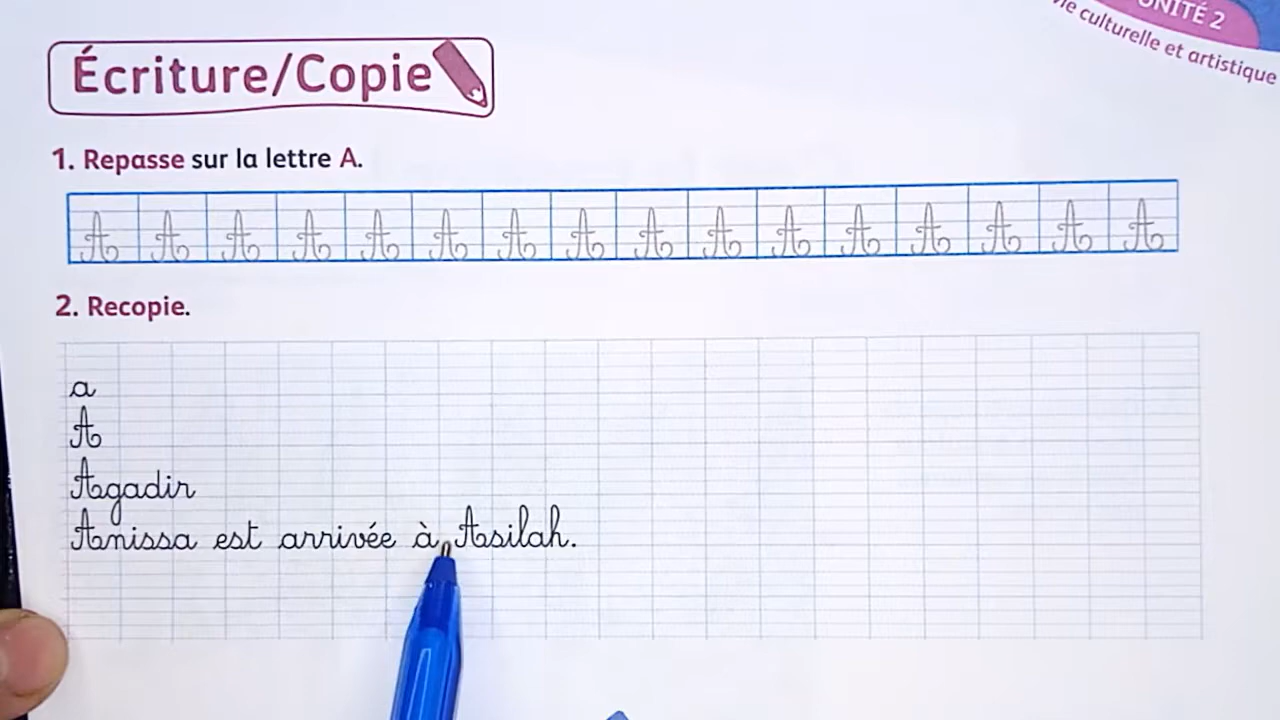 UNITÉ 2
culturelle et artistique
Écriture/Copie
1. Repasse sur la lettre A.
A A A A A A A A A A A A A A A A
2. Recopie.
a
A
Agadir
Anissa est arrivée à Asilah.